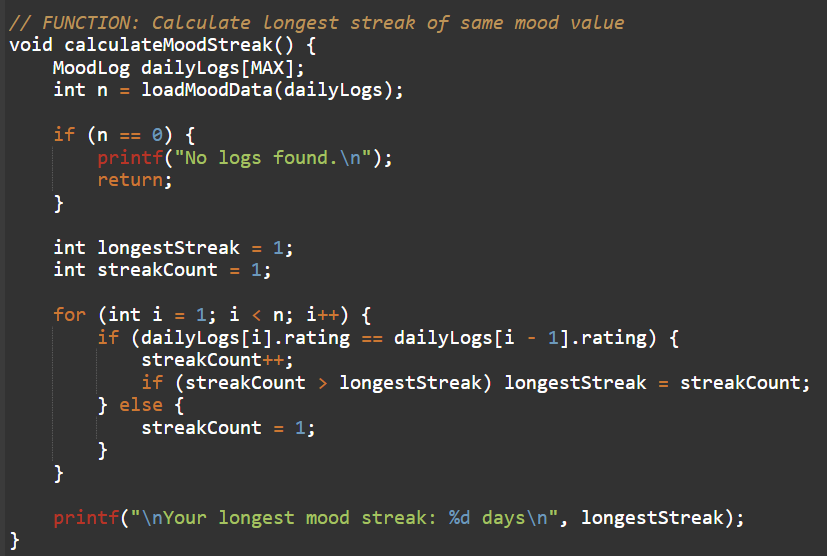 // FUNCTION: Calculate longest streak of same mood value
void calculateMoodStreak() {
    MoodLog dailyLogs[MAX];
    int n = loadMoodData(dailyLogs);

    if (n == 0) {
        printf("No logs found.\n");
        return;
    }

    int longestStreak = 1;
    int streakCount = 1;

    for (int i = 1; i < n; i++) {
        if (dailyLogs[i].rating == dailyLogs[i - 1].rating) {
            streakCount++;
            if (streakCount > longestStreak) longestStreak = streakCount;
        } else {
            streakCount = 1;
        }
    }

    printf("\nYour longest mood streak: %d days\n", longestStreak);
}